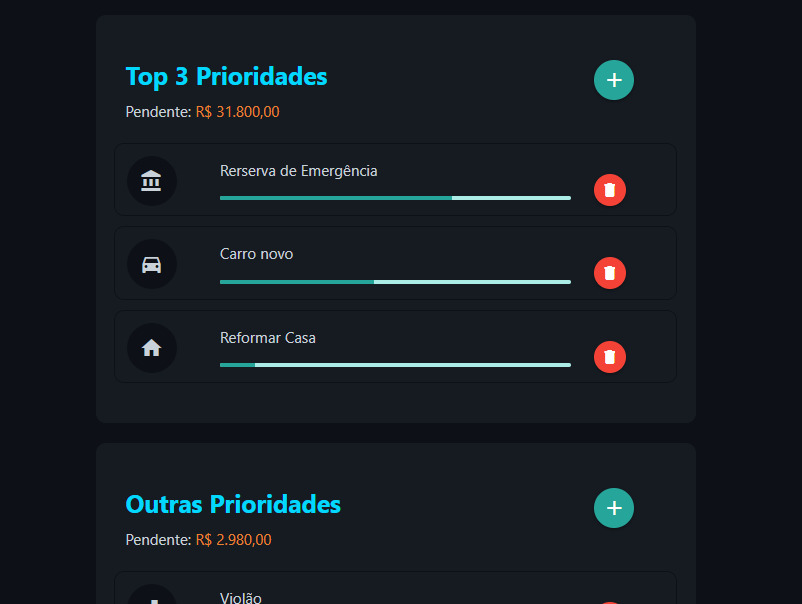 Top 3 Prioridades
Pendente: R$ 31.800,00
Rerserva de Emergência
Carro novo
Reformar Casa
Outras Prioridades
Pendente: R$ 2.980,00
Violão